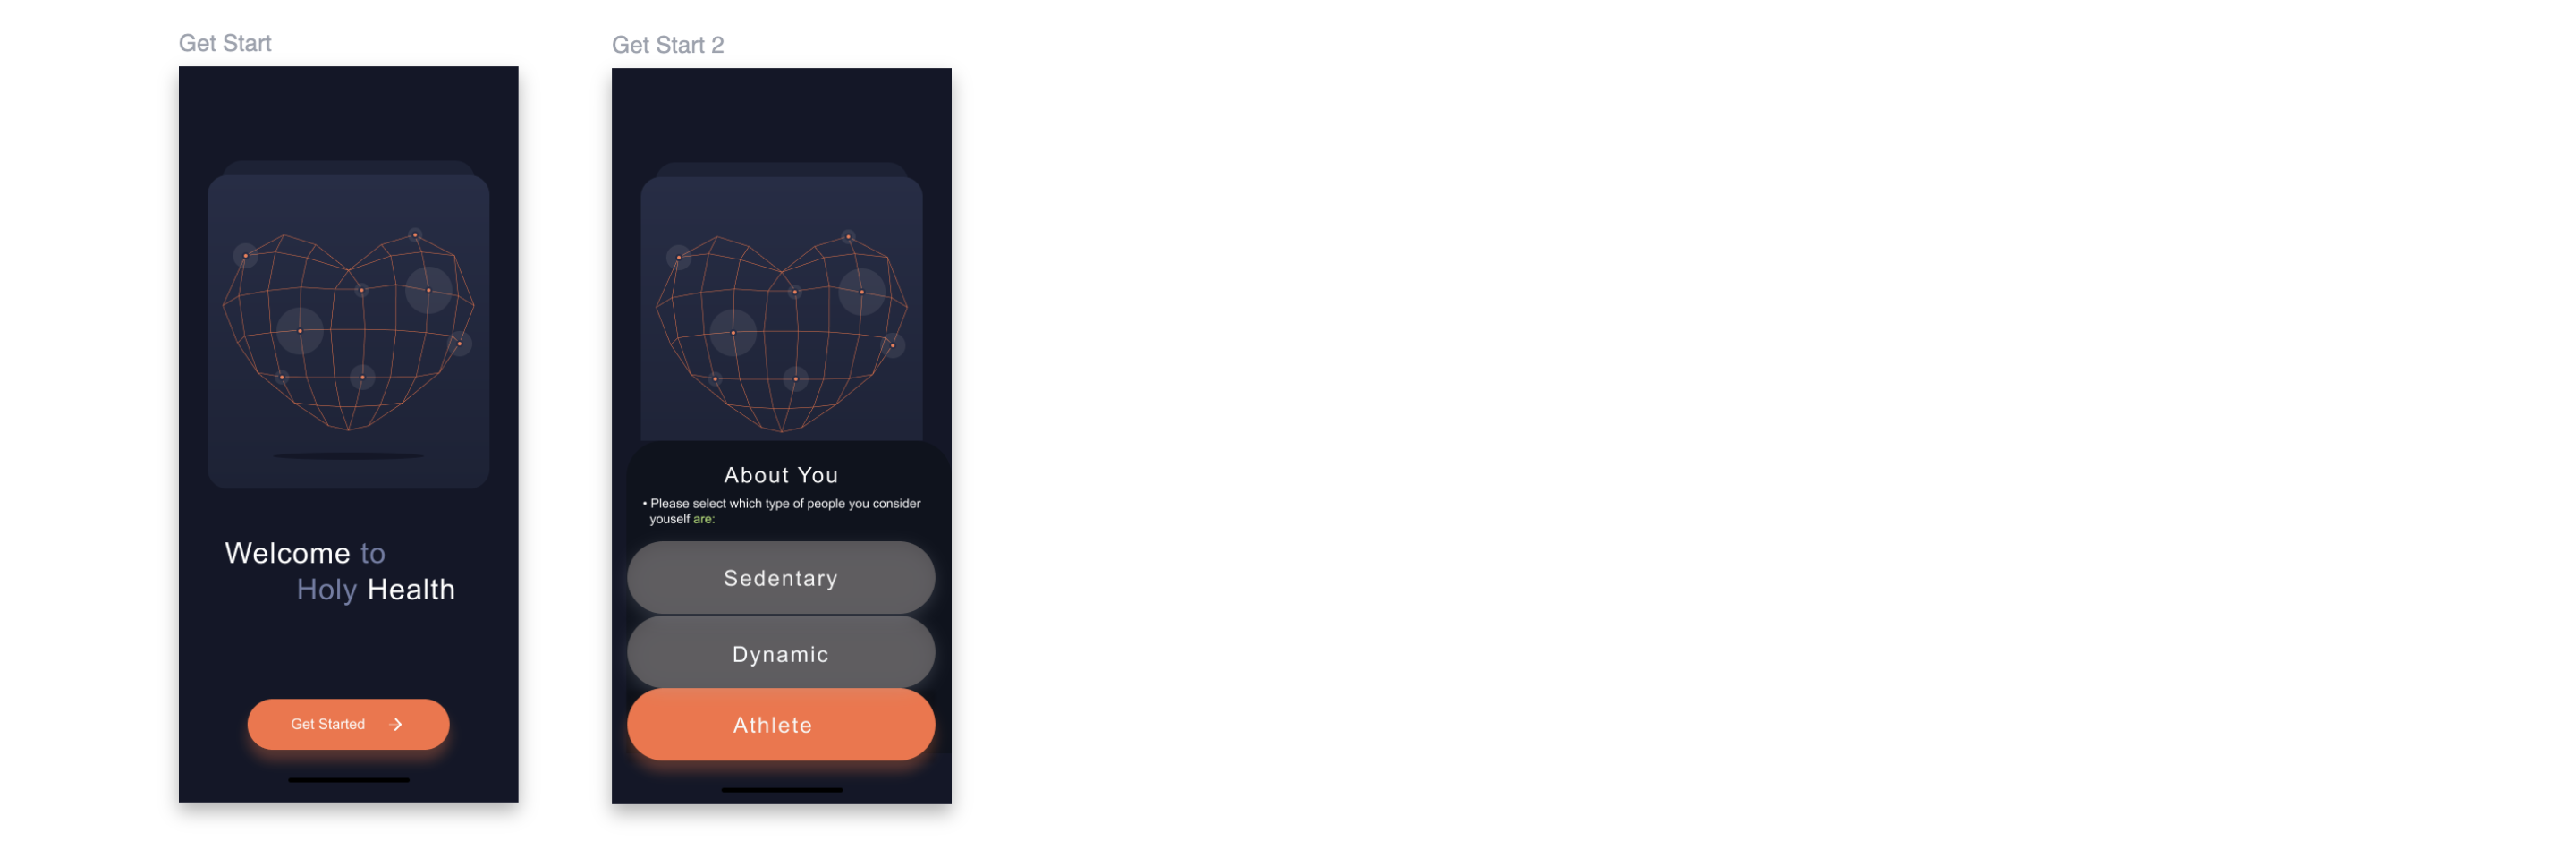 Get Start
Welcome to
Holy Health
Get Started
Get Start 2
About You
• Please select which type of people you consider
youself are:
Sedentary
Dynamic
Athlete